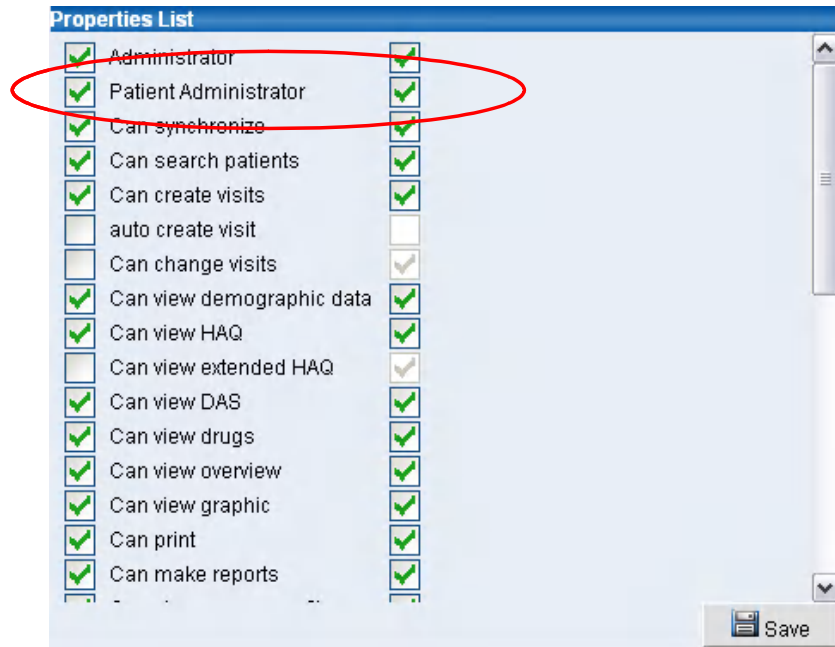 Properties List
Administrator
Patient Administrator
Can synchronize
Can search patients
Can create visits
auto create visit
Can change visits
Can view demographic data
Can view HAQ
Can view extended HAQ
Can view DAS
Can view drugs
Can view overview
Can view graphic
Can print
Can make reports
Save